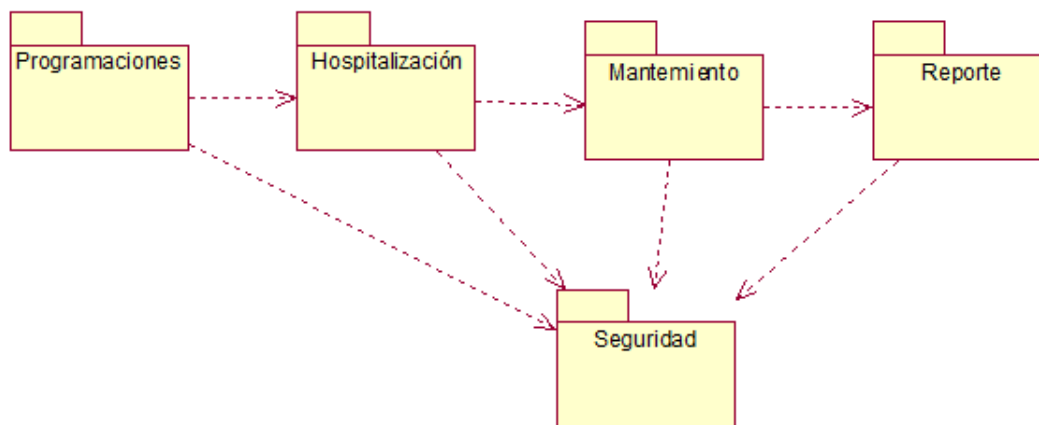 Programaciones
Hospitalización
Mantemiento
Reporte
Seguridad